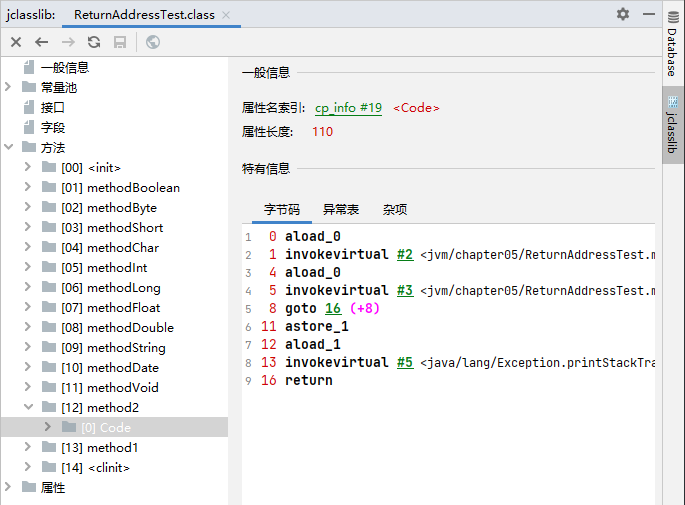 jclasslib: ReturnAddressTest.class
一般信息
常量池
接口
字段
方法
[00] <init>
[01] methodBoolean
[02] methodByte
[03] methodShort
[04] methodChar
[05] methodInt
[06] methodLong
[07] methodFloat
[08] methodDouble
[09] methodString
[10] methodDate
[11] methodVoid
[12] method2
[0] Code
[13] method1
[14] <clinit>
属性
一般信息
属性名索引: cp_info #19 <Code>
属性长度: 110
特有信息
字节码 异常表 杂项
1 0 aload_0
2 1 invokevirtual #2 <jvm/chapter05/ReturnAddressTest.m
3 4 aload_0
4 5 invokevirtual #3 <jvm/chapter05/ReturnAddressTest.m
5 8 goto 16 (+8)
6 11 astore_1
7 12 aload_1
8 13 invokevirtual #5 <java/lang/Exception.printStackTra
9 16 return
Database
jclasslib